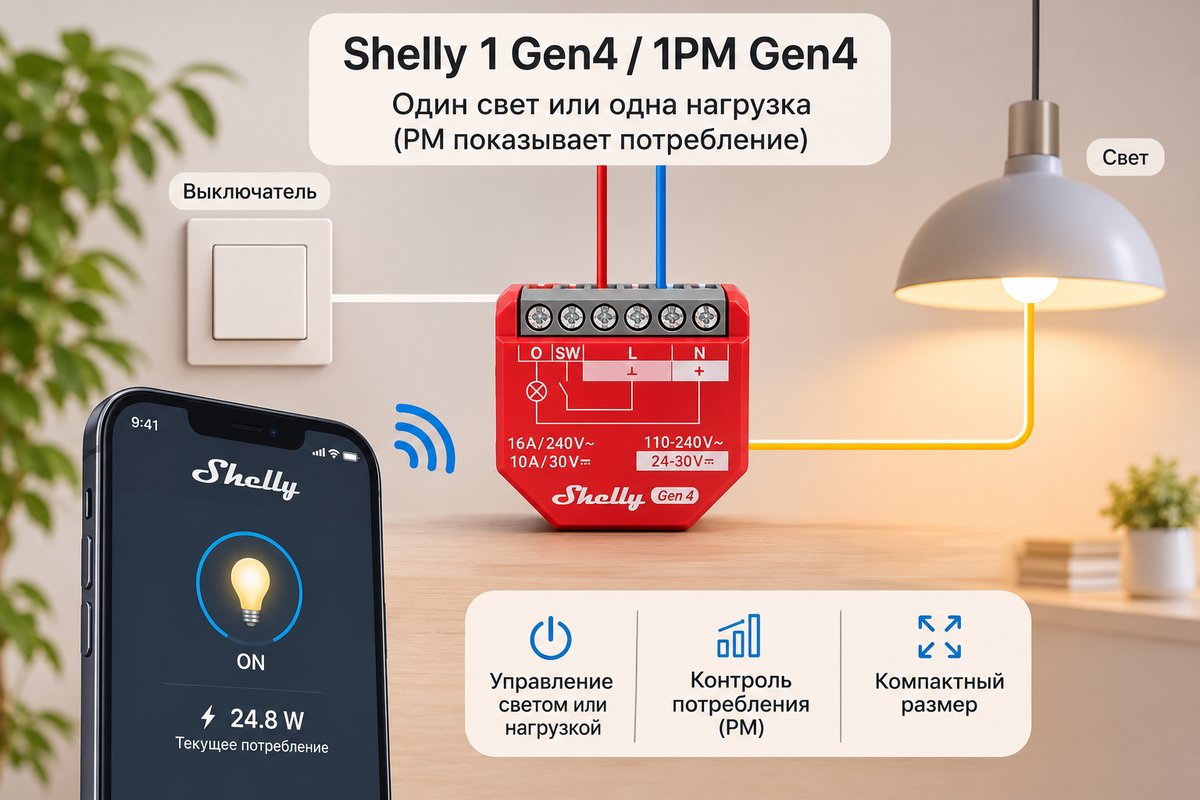 Shelly 1 Gen4 / 1PM Gen4
Один свет или одна нагрузка
(PM показывает потребление)
Выключатель
Свет
O SW L N
⊥ +
16A/240V~ 110-240V~
10A/30V⎓ 24-30V⎓
Shelly Gen 4
9:41
Shelly
ON
24.8 W
Текущее потребление
Управление
светом или
нагрузкой
Контроль
потребления
(PM)
Компактный
размер